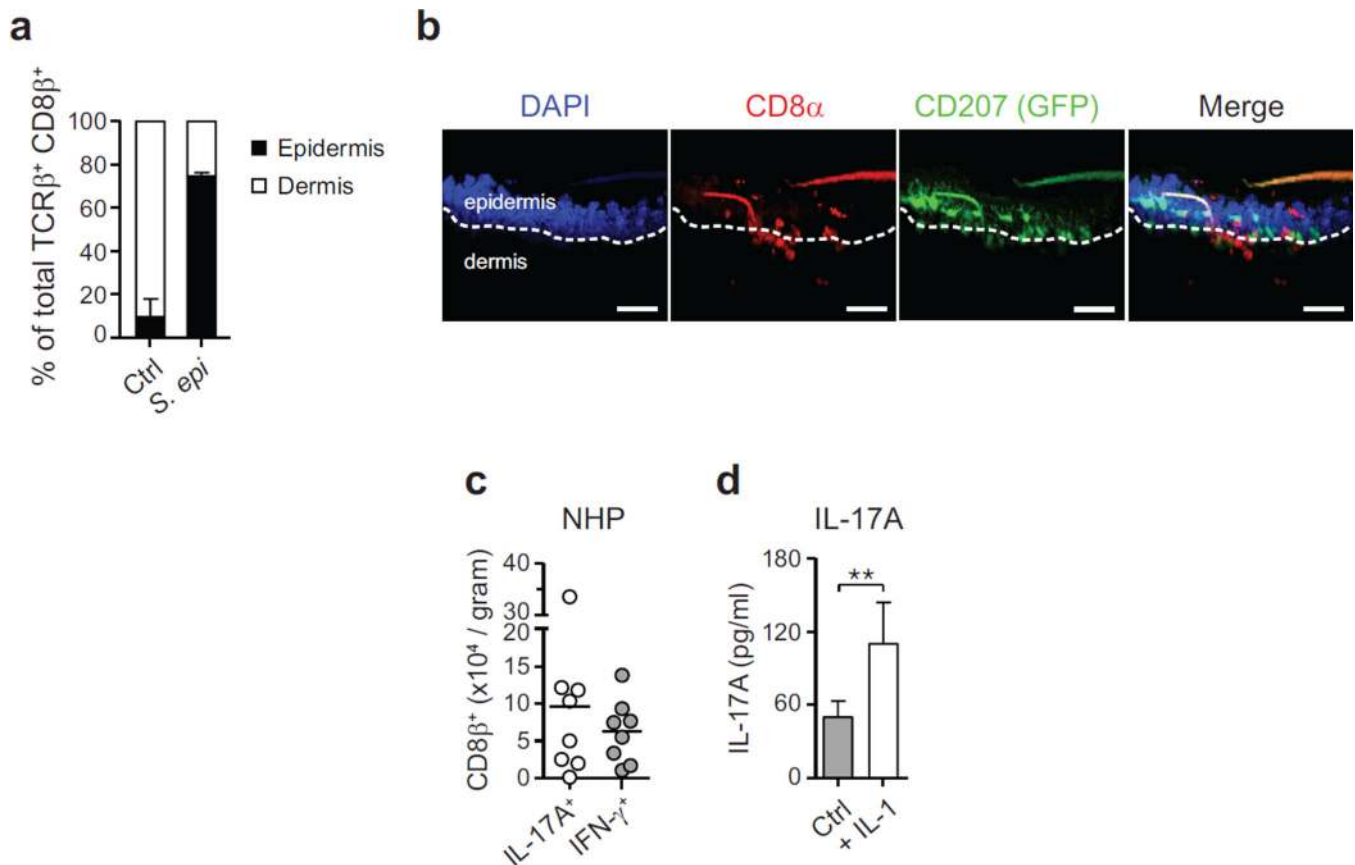 a
% of total TCRβ⁺ CD8β⁺
100
80
60
40
20
0
Ctrl
S. epi
Epidermis
Dermis
b
DAPI
CD8α
CD207 (GFP)
Merge
epidermis
dermis
c
NHP
CD8β⁺ (x10⁴ / gram)
40
30
20
15
10
5
0
IL-17A⁺
IFN-γ⁺
d
IL-17A
IL-17A (pg/ml)
180
120
60
0
**
Ctrl
+ IL-1